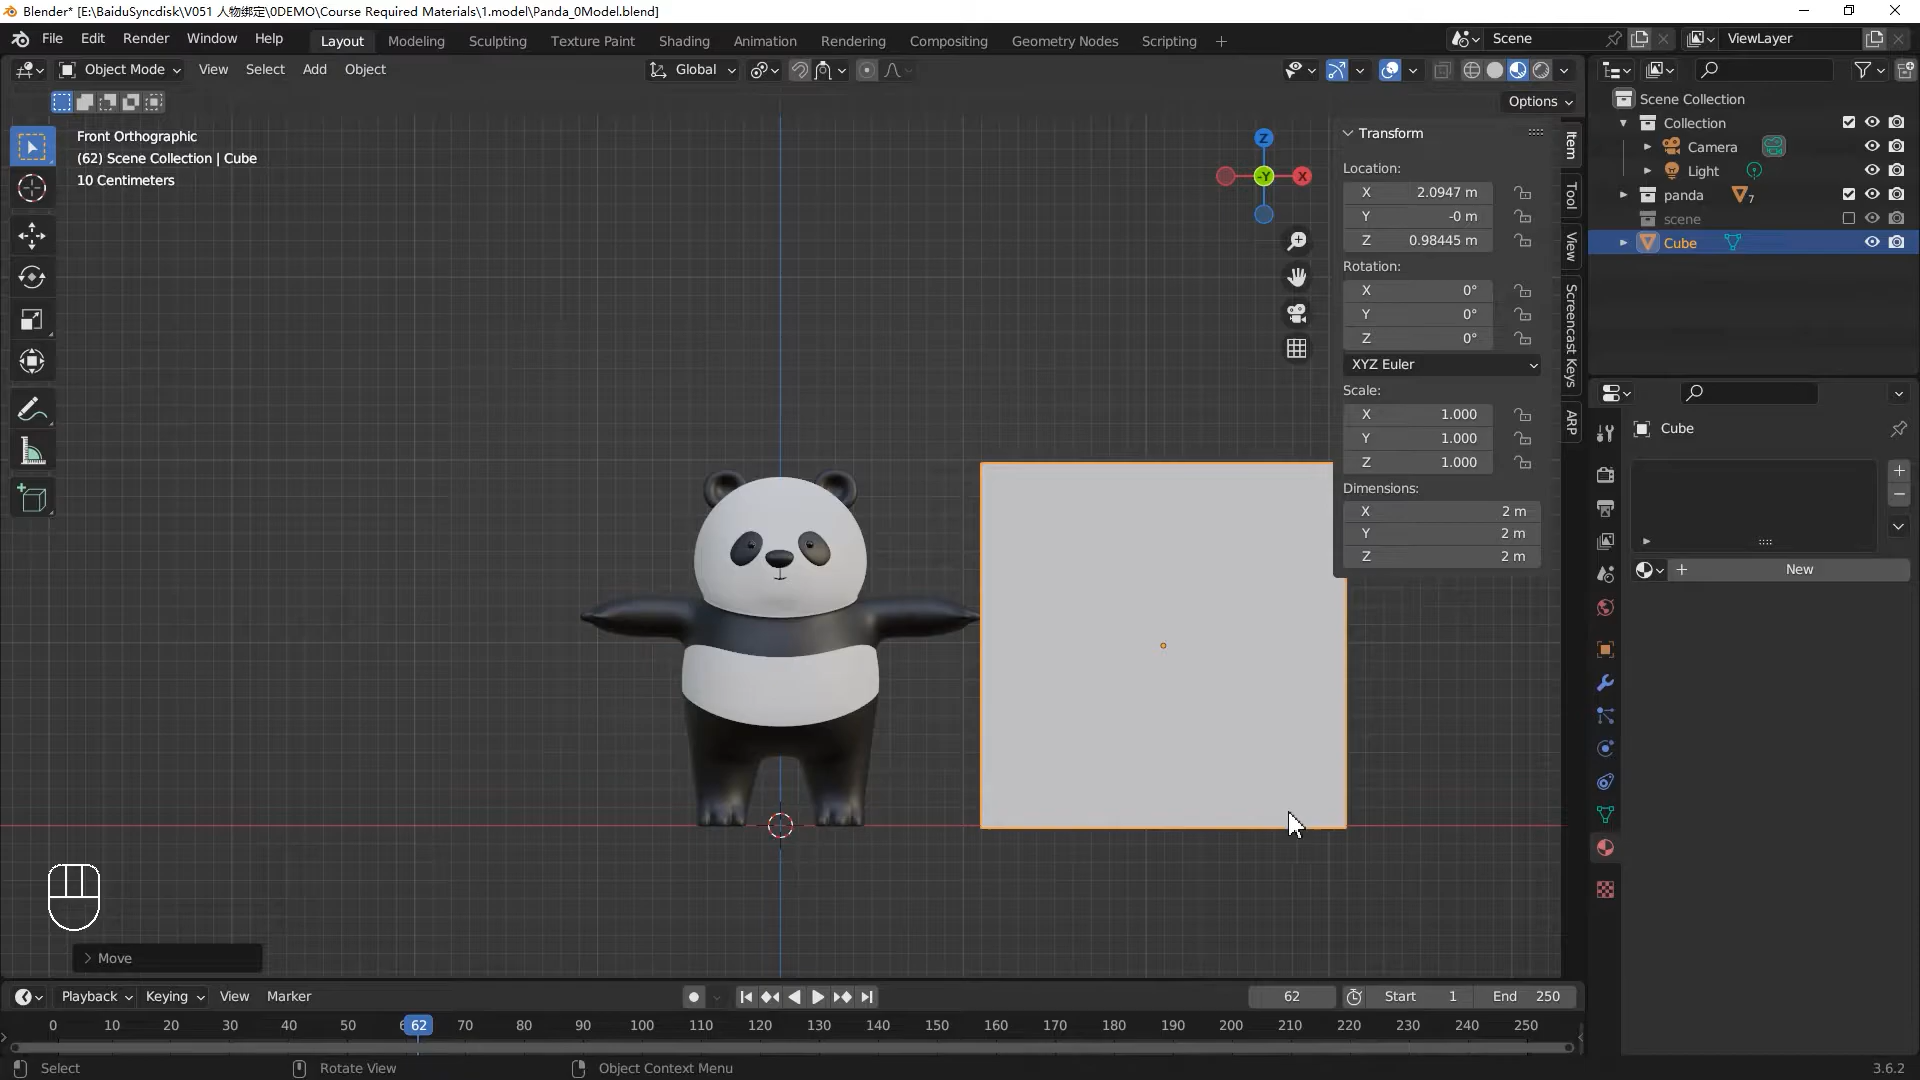 Blender* [E:\BaiduSyncdisk\V051 人物绑定\0DEMO\Course Required Materials\1.model\Panda_0Model.blend]
File Edit Render Window Help Layout Modeling Sculpting Texture Paint Shading Animation Rendering Compositing Geometry Nodes Scripting + Scene ViewLayer
Object Mode View Select Add Object Global
Options
Front Orthographic
(62) Scene Collection | Cube
10 Centimeters
Z
-Y
X
Transform
Location:
X 2.0947 m
Y -0 m
Z 0.98445 m
Rotation:
X 0°
Y 0°
Z 0°
XYZ Euler
Scale:
X 1.000
Y 1.000
Z 1.000
Dimensions:
X 2 m
Y 2 m
Z 2 m
Item
Tool
View
Screencast Keys
ARP
Scene Collection
Collection
Camera
Light
panda 7
scene
Cube
Cube
New
Move
Playback Keying View Marker 62 Start 1 End 250
0 10 20 30 40 50 62 70 80 90 100 110 120 130 140 150 160 170 180 190 200 210 220 230 240 250
Select Rotate View Object Context Menu 3.6.2